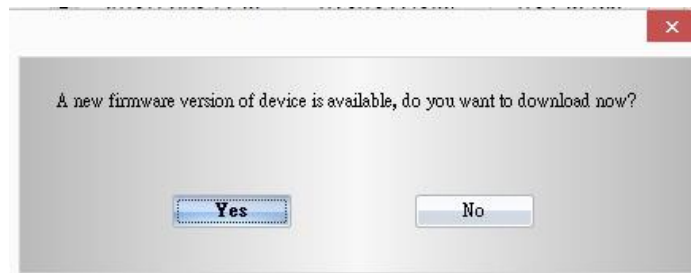 A new firmware version of device is available, do you want to download now?
Yes
No